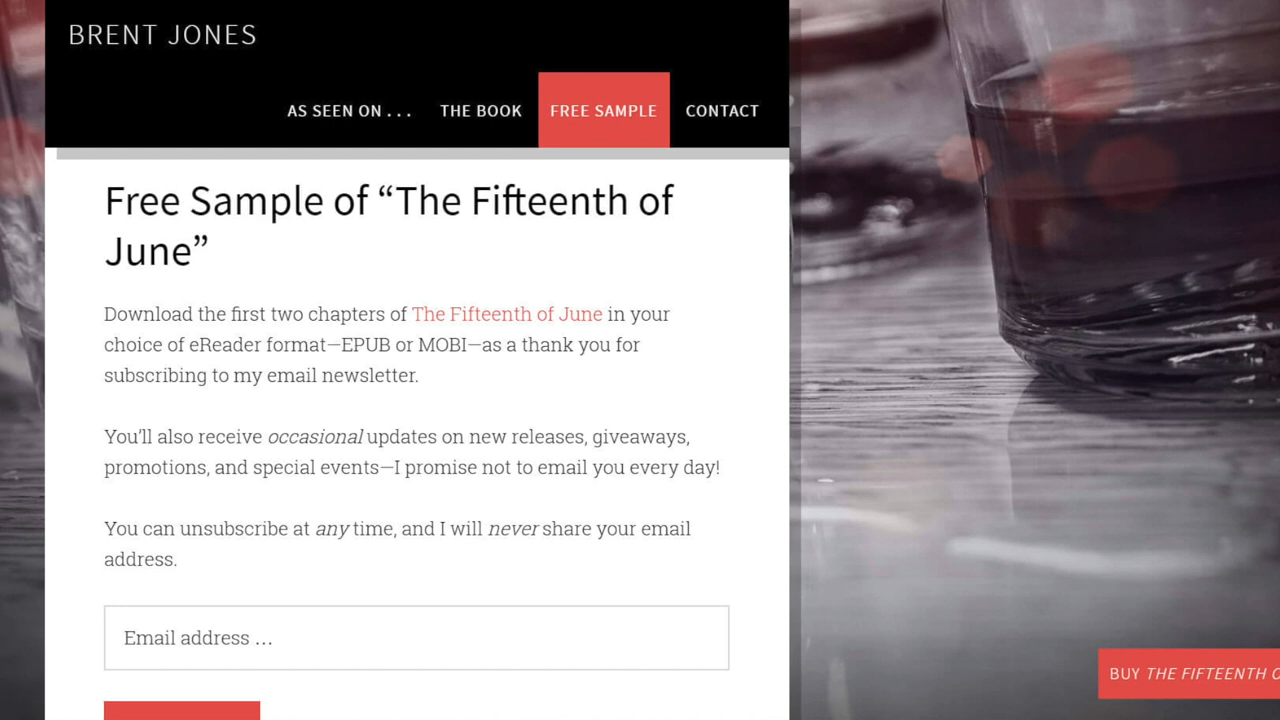 BRENT JONES
AS SEEN ON . . . THE BOOK FREE SAMPLE CONTACT
Free Sample of “The Fifteenth of
June”
Download the first two chapters of The Fifteenth of June in your
choice of eReader format—EPUB or MOBI—as a thank you for
subscribing to my email newsletter.
You’ll also receive occasional updates on new releases, giveaways,
promotions, and special events—I promise not to email you every day!
You can unsubscribe at any time, and I will never share your email
address.
Email address …
BUY THE FIFTEENTH